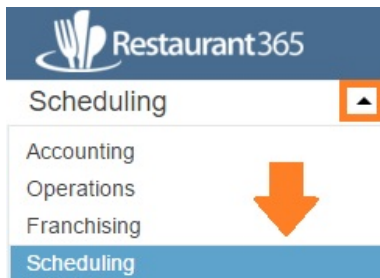 Restaurant365
Scheduling
Accounting
Operations
Franchising
Scheduling